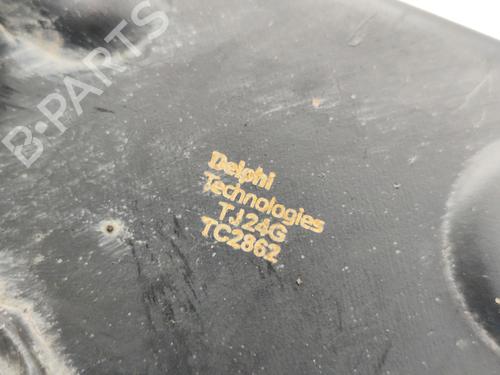 B-PARTS
Delphi
Technologies
TJ24G
TC2862